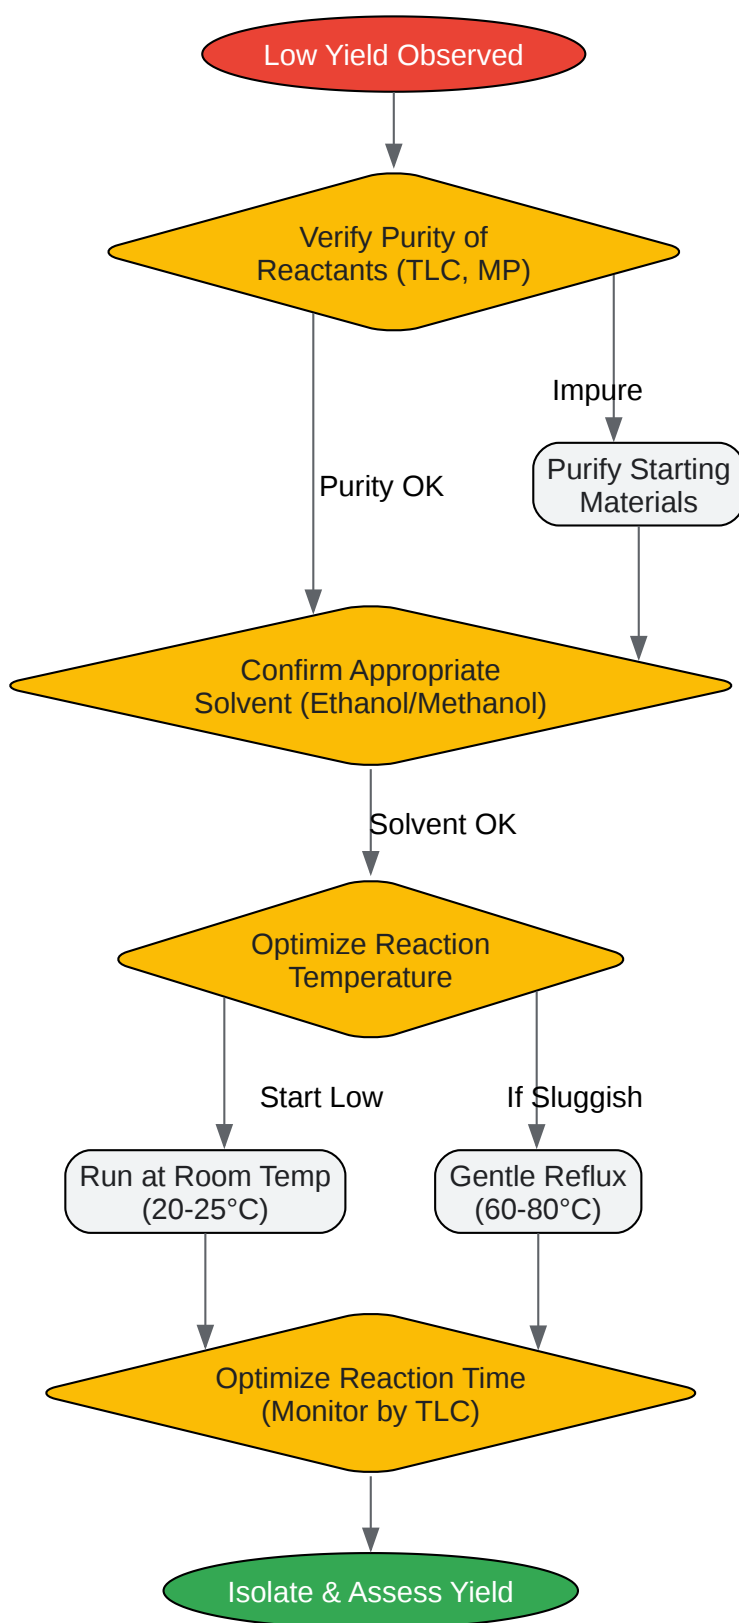 Low Yield Observed
Verify Purity of
Reactants (TLC, MP)
Impure
Purify Starting
Materials
Purity OK
Confirm Appropriate
Solvent (Ethanol/Methanol)
Solvent OK
Optimize Reaction
Temperature
Start Low
If Sluggish
Run at Room Temp
(20-25°C)
Gentle Reflux
(60-80°C)
Optimize Reaction Time
(Monitor by TLC)
Isolate & Assess Yield